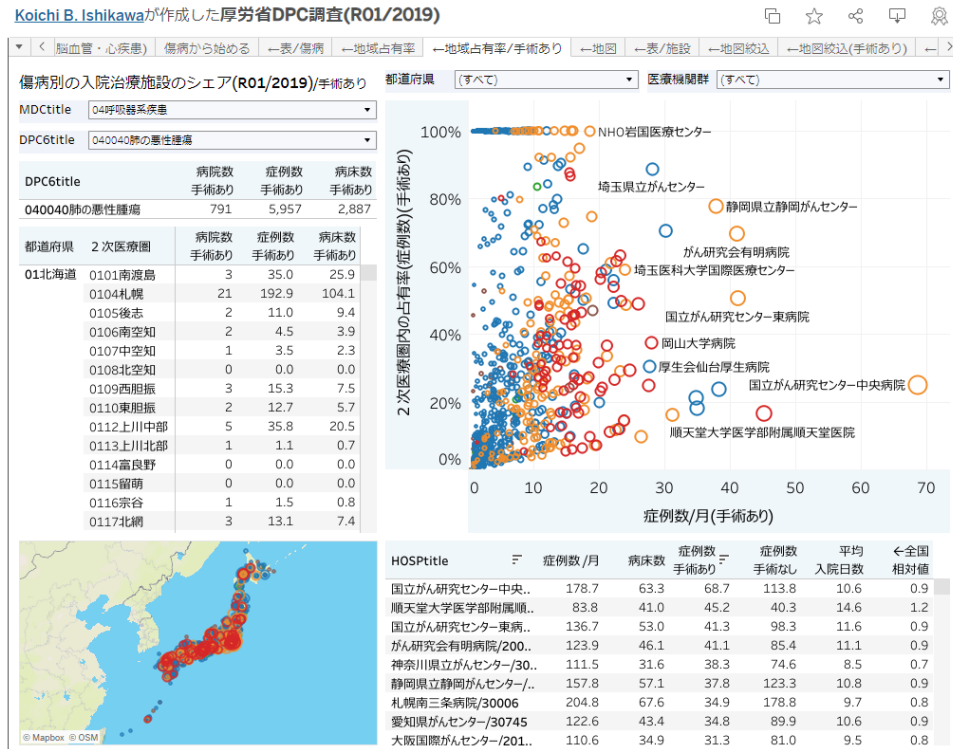 Koichi B. Ishikawaが作成した厚労省DPC調査(R01/2019)
脳血管・心疾患)
傷病から始める
←表/傷病
←地域占有率
←地域占有率/手術あり
←地図
←表/施設
←地図絞込
←地図絞込(手術あり)
←
傷病別の入院治療施設のシェア(R01/2019)/手術あり
MDCtitle 04呼吸器系疾患
DPC6title 040040肺の悪性腫瘍
都道府県 (すべて) 医療機関群 (すべて)
DPC6title 病院数 手術あり 症例数 手術あり 病床数 手術あり
040040肺の悪性腫瘍 791 5,957 2,887
都道府県 2次医療圏 病院数 手術あり 症例数 手術あり 病床数 手術あり
01北海道 0101南渡島 3 35.0 25.9
0104札幌 21 192.9 104.1
0105後志 2 11.0 9.4
0106南空知 2 4.5 3.9
0107中空知 1 3.5 2.3
0108北空知 0 0.0 0.0
0109西胆振 3 15.3 7.5
0110東胆振 2 12.7 5.7
0112上川中部 5 35.8 20.5
0113上川北部 1 1.1 0.7
0114富良野 0 0.0 0.0
0115留萌 0 0.0 0.0
0116宗谷 1 1.5 0.8
0117北網 3 13.1 7.4
2次医療圏内の占有率(症例数)(手術あり)
100%
80%
60%
40%
20%
0%
NHO岩国医療センター
埼玉県立がんセンター
静岡県立静岡がんセンター
がん研究会有明病院
埼玉医科大学国際医療センター
国立がん研究センター東病院
岡山大学病院
厚生会仙台厚生病院
国立がん研究センター中央病院
順天堂大学医学部附属順天堂医院
0 10 20 30 40 50 60 70
症例数/月(手術あり)
© Mapbox © OSM
HOSPtitle 症例数/月 病床数 症例数 手術あり 症例数 手術なし 平均 入院日数 ←全国 相対値
国立がん研究センター中央.. 178.7 63.3 68.7 113.8 10.6 0.9
順天堂大学医学部附属順.. 83.8 41.0 45.2 40.3 14.6 1.2
国立がん研究センター東病.. 136.7 53.0 41.3 98.3 11.6 0.9
がん研究会有明病院/200.. 123.9 46.1 41.1 85.4 11.1 0.9
神奈川県立がんセンター/30.. 111.5 31.6 38.3 74.6 8.5 0.7
静岡県立静岡がんセンター/.. 157.8 57.1 37.8 123.3 10.8 0.9
札幌南三条病院/30006 204.8 67.6 34.9 178.8 9.7 0.8
愛知県がんセンター/30745 122.6 43.4 34.8 89.9 10.6 0.9
大阪国際がんセンター/201.. 110.6 34.9 31.3 81.0 9.5 0.8